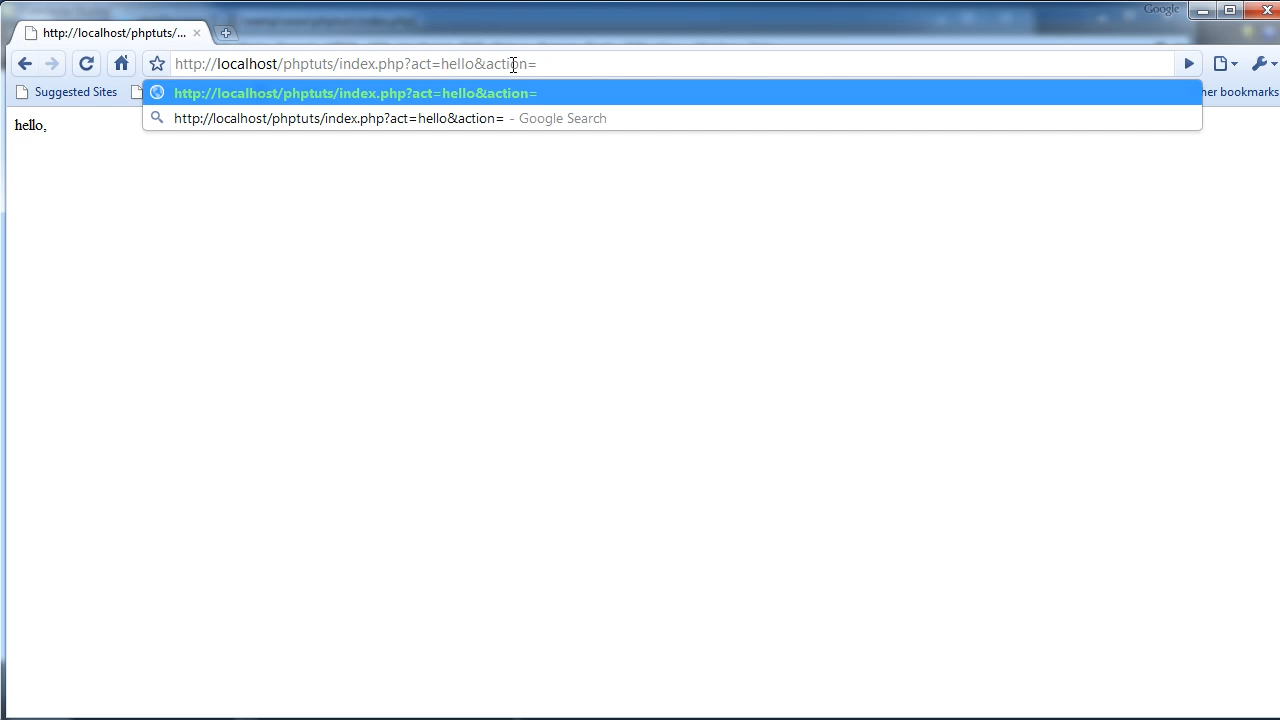 Google
http://localhost/phptuts/...
http://localhost/phptuts/index.php?act=hello&action=
Suggested Sites
her bookmarks
http://localhost/phptuts/index.php?act=hello&action=
http://localhost/phptuts/index.php?act=hello&action= - Google Search
hello,